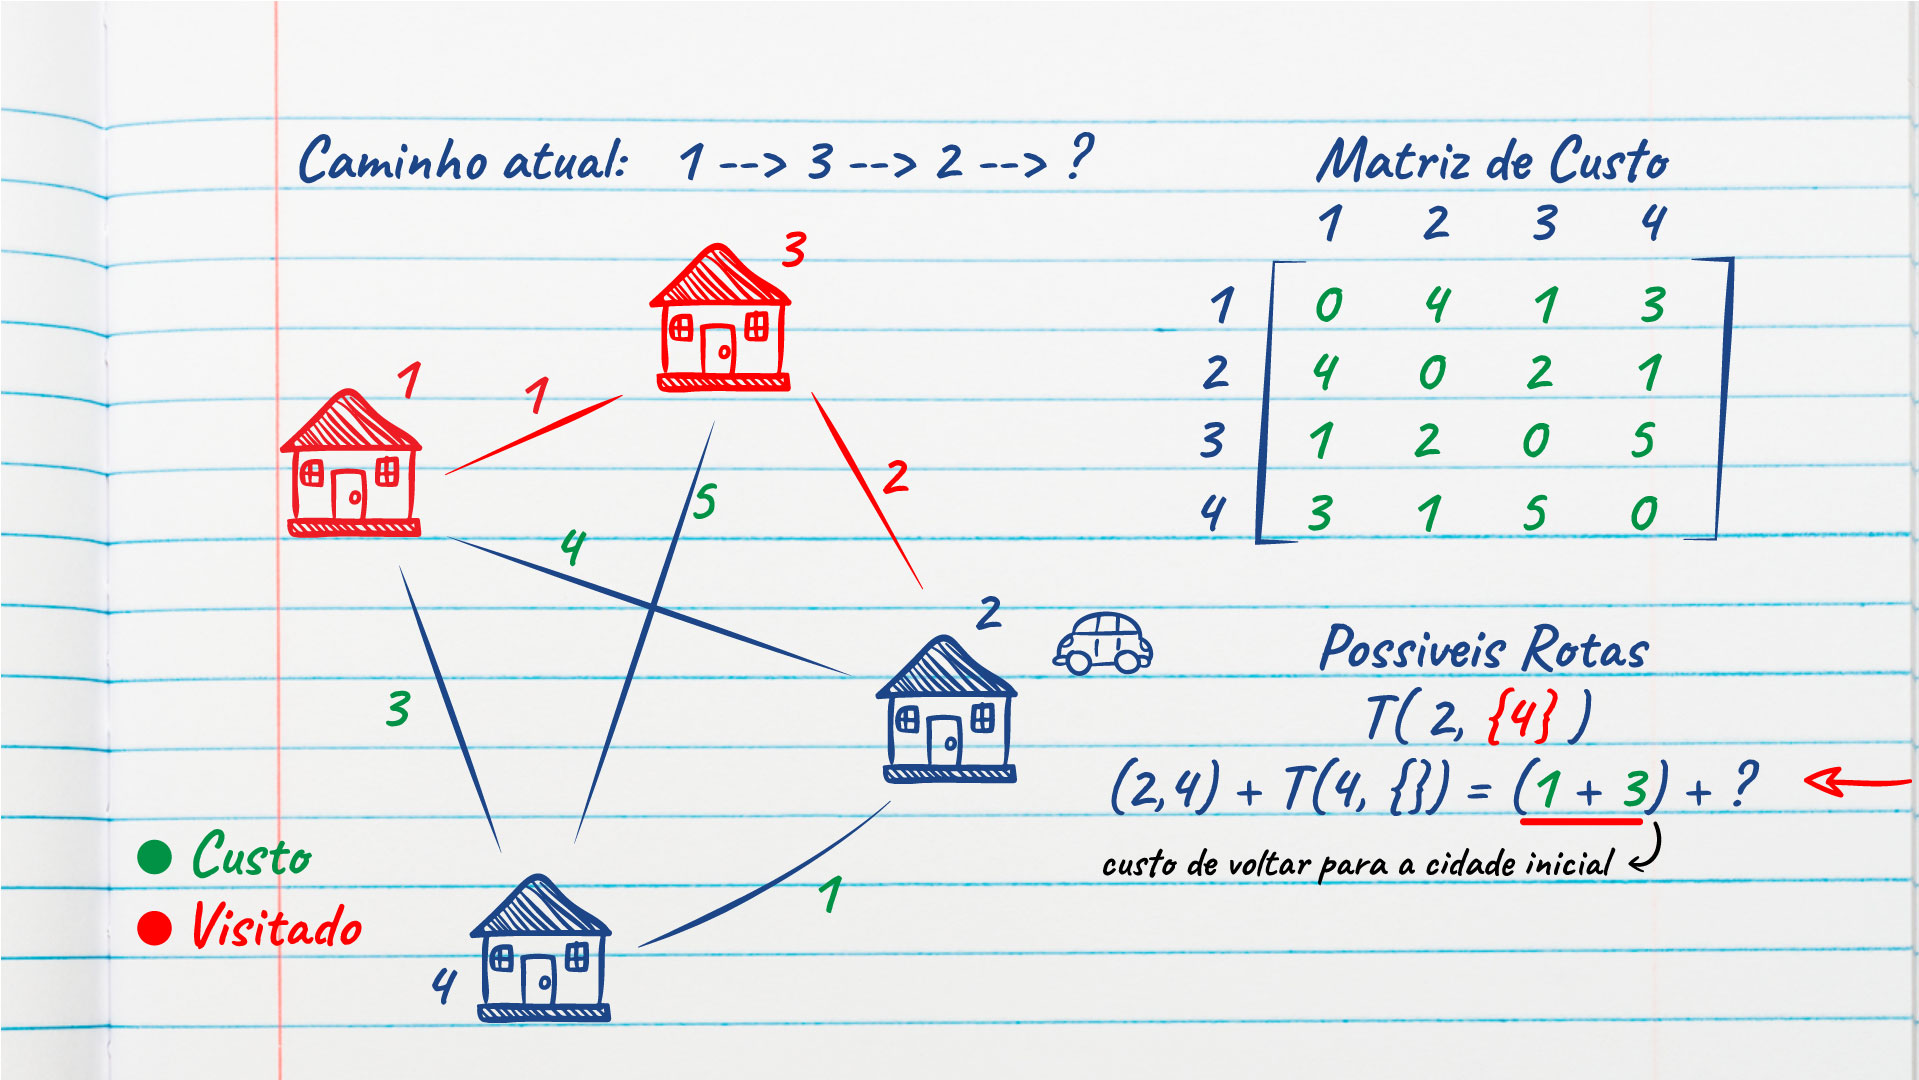 Caminho atual: 1 --> 3 --> 2 --> ?
Matriz de Custo
1 2 3 4
1 0 4 1 3
2 4 0 2 1
3 1 2 0 5
4 3 1 5 0
3
1
1
2
5
4
3
2
1
4
Possiveis Rotas
T( 2, {4} )
(2,4) + T(4, {}) = (1 + 3) + ?
custo de voltar para a cidade inicial
Custo
Visitado